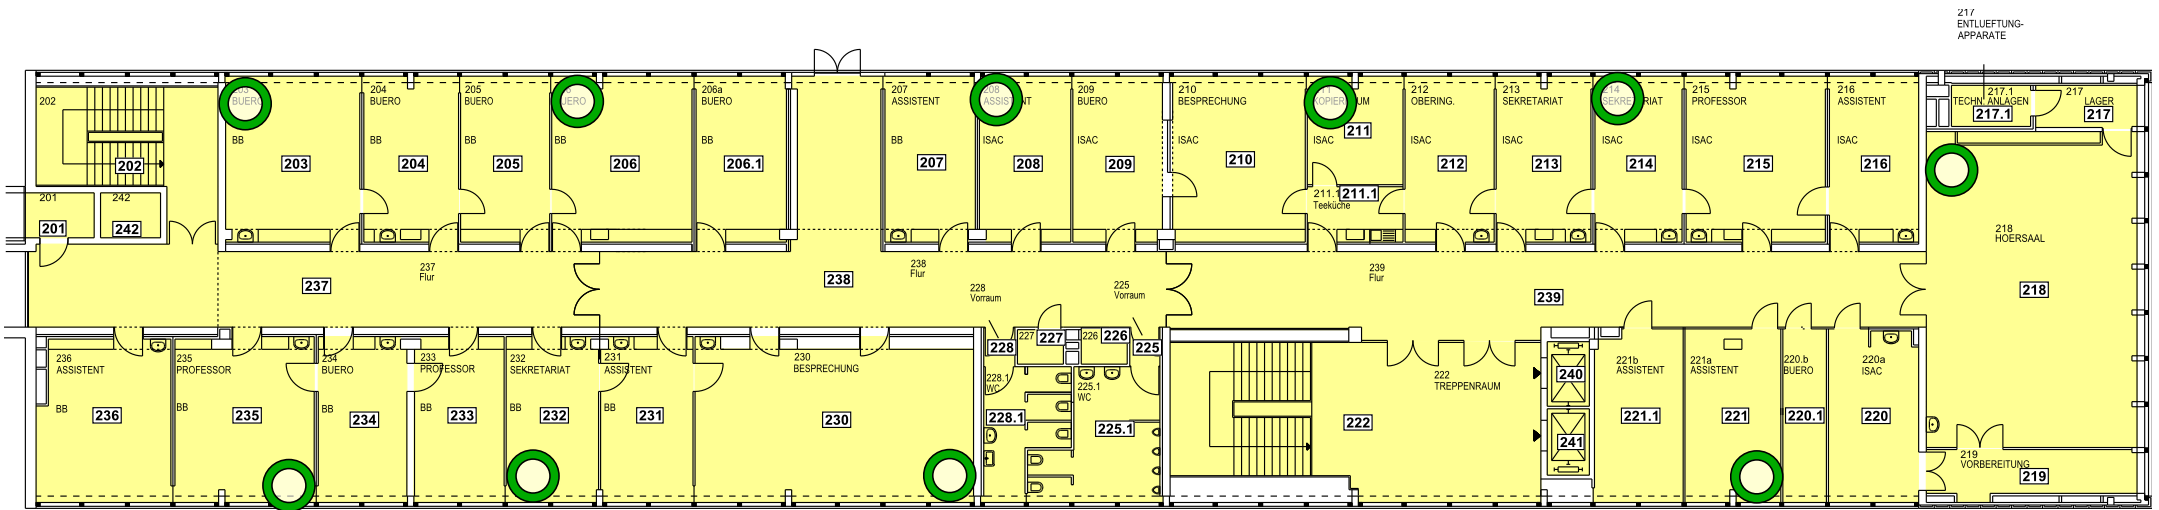 217
ENTLUEFTUNG-
APPARATE
202
203
BUERO
BB
203
204
BUERO
BB
204
205
BUERO
BB
205
BUERO
BB
206
206a
BUERO
BB
206.1
207
ASSISTENT
BB
207
208
ASSISTENT
ISAC
208
209
BUERO
ISAC
209
210
BESPRECHUNG
ISAC
210
211
ISAC
211
211.1
Teeküche
211.1
212
OBERING.
ISAC
212
213
SEKRETARIAT
ISAC
213
214
SEKRETARIAT
ISAC
214
215
PROFESSOR
ISAC
215
216
ASSISTENT
ISAC
216
217.1
TECHN. ANLAGEN
217.1
217
LAGER
217
202
201
201
242
242
237
237
Flur
238
238
Flur
228
Vorraum
225
Vorraum
239
Flur
239
218
HOERSAAL
218
236
ASSISTENT
BB
236
235
PROFESSOR
BB
235
234
BUERO
BB
234
233
PROFESSOR
BB
233
232
SEKRETARIAT
BB
232
231
ASSISTENT
BB
231
230
BESPRECHUNG
230
228
227
227
226
226
225
228.1
WC
228.1
225.1
WC
225.1
222
TREPPENRAUM
222
240
241
221b
ASSISTENT
221.1
221a
ASSISTENT
221
220.b
BUERO
220.1
220a
ISAC
220
219
VORBEREITUNG
219